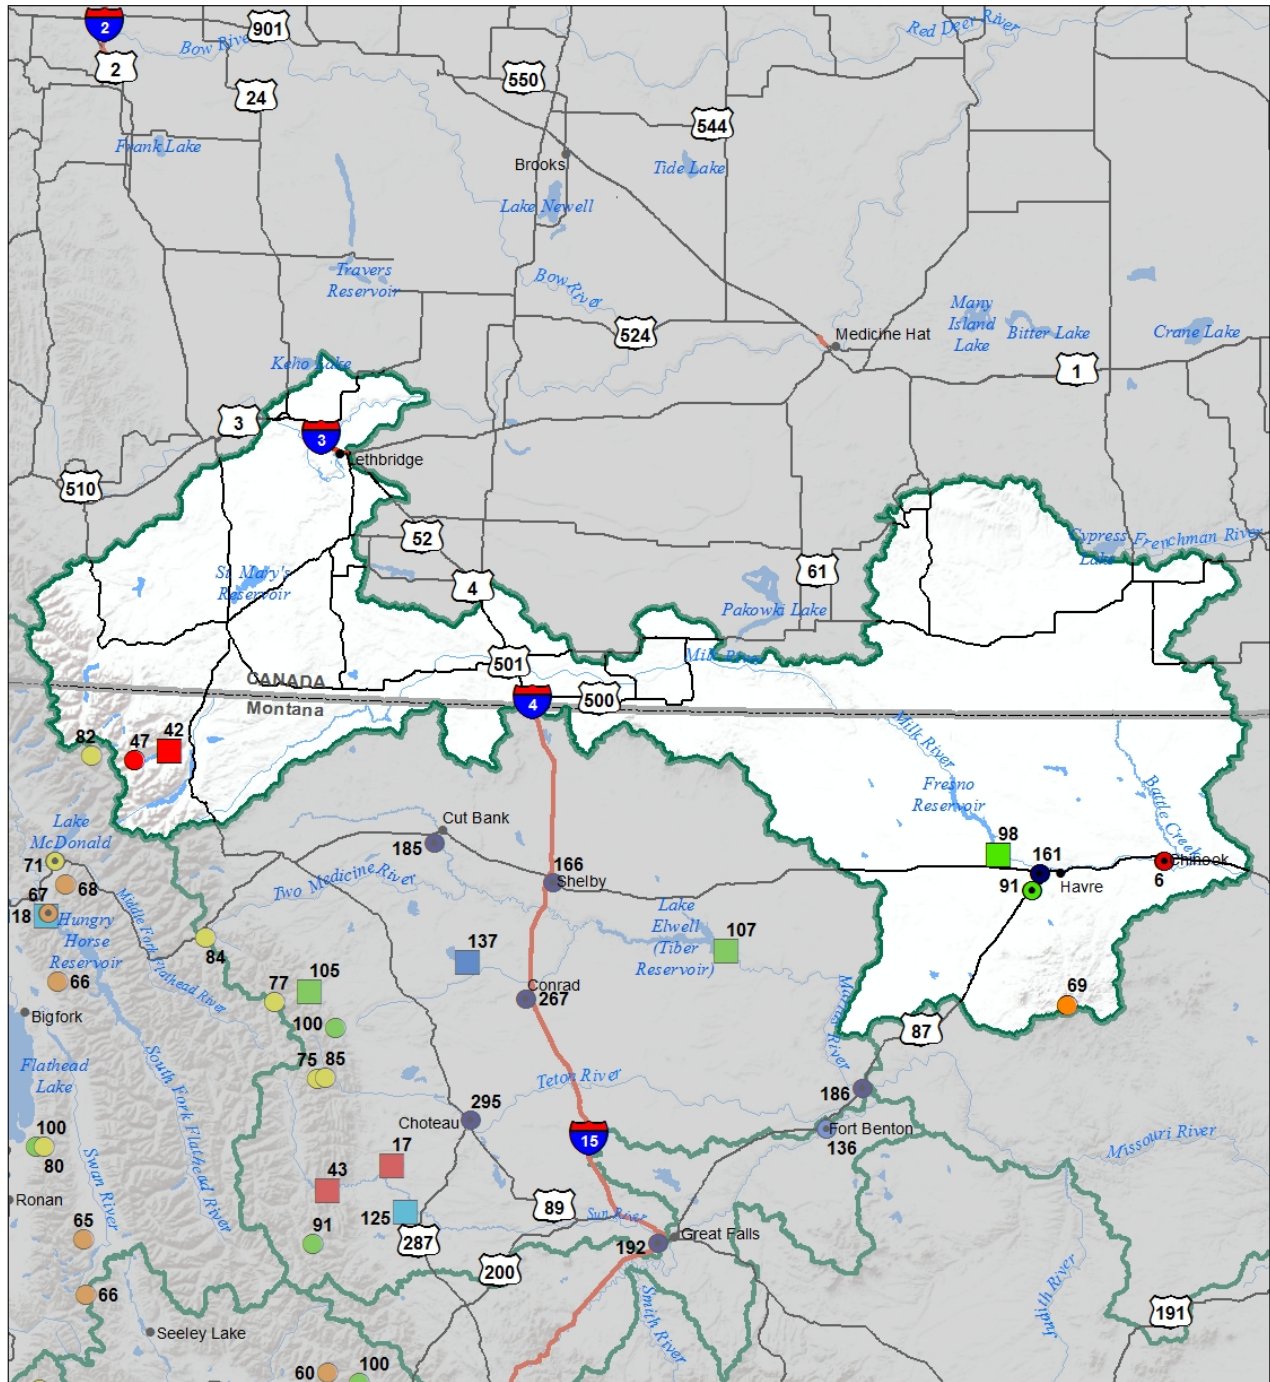 2
901
Bow River
Red Deer River
2
550
24
544
Frank Lake
Brooks
Tide Lake
Lake Newell
Travers
Reservoir
Bow River
Many
Island
Lake
Bitter Lake
Crane Lake
524
Medicine Hat
1
Keho Lake
3
3
Lethbridge
510
52
Cypress
Lake
Frenchman River
St. Mary's
Reservoir
4
61
Pakowki Lake
501
Milk River
CANADA
Montana
4
500
82
47
42
Milk River
Fresno
Reservoir
Battle Creek
Lake
McDonald
Cut Bank
185
98
161
Chinook
6
71
68
Two Medicine River
166
Shelby
91
Havre
67
18
Hungry
Horse
Reservoir
Middle Fork Flathead River
Lake
Elwell
(Tiber
Reservoir)
107
84
137
66
77
105
Conrad
267
Marias River
69
Bigfork
100
87
Flathead
Lake
South Fork Flathead River
75
85
Teton River
186
295
Choteau
15
Fort Benton
136
100
80
Swan River
17
Missouri River
43
Ronan
125
89
Sun River
65
91
287
192
Great Falls
200
66
Smith River
Judith River
191
Seeley Lake
60
100